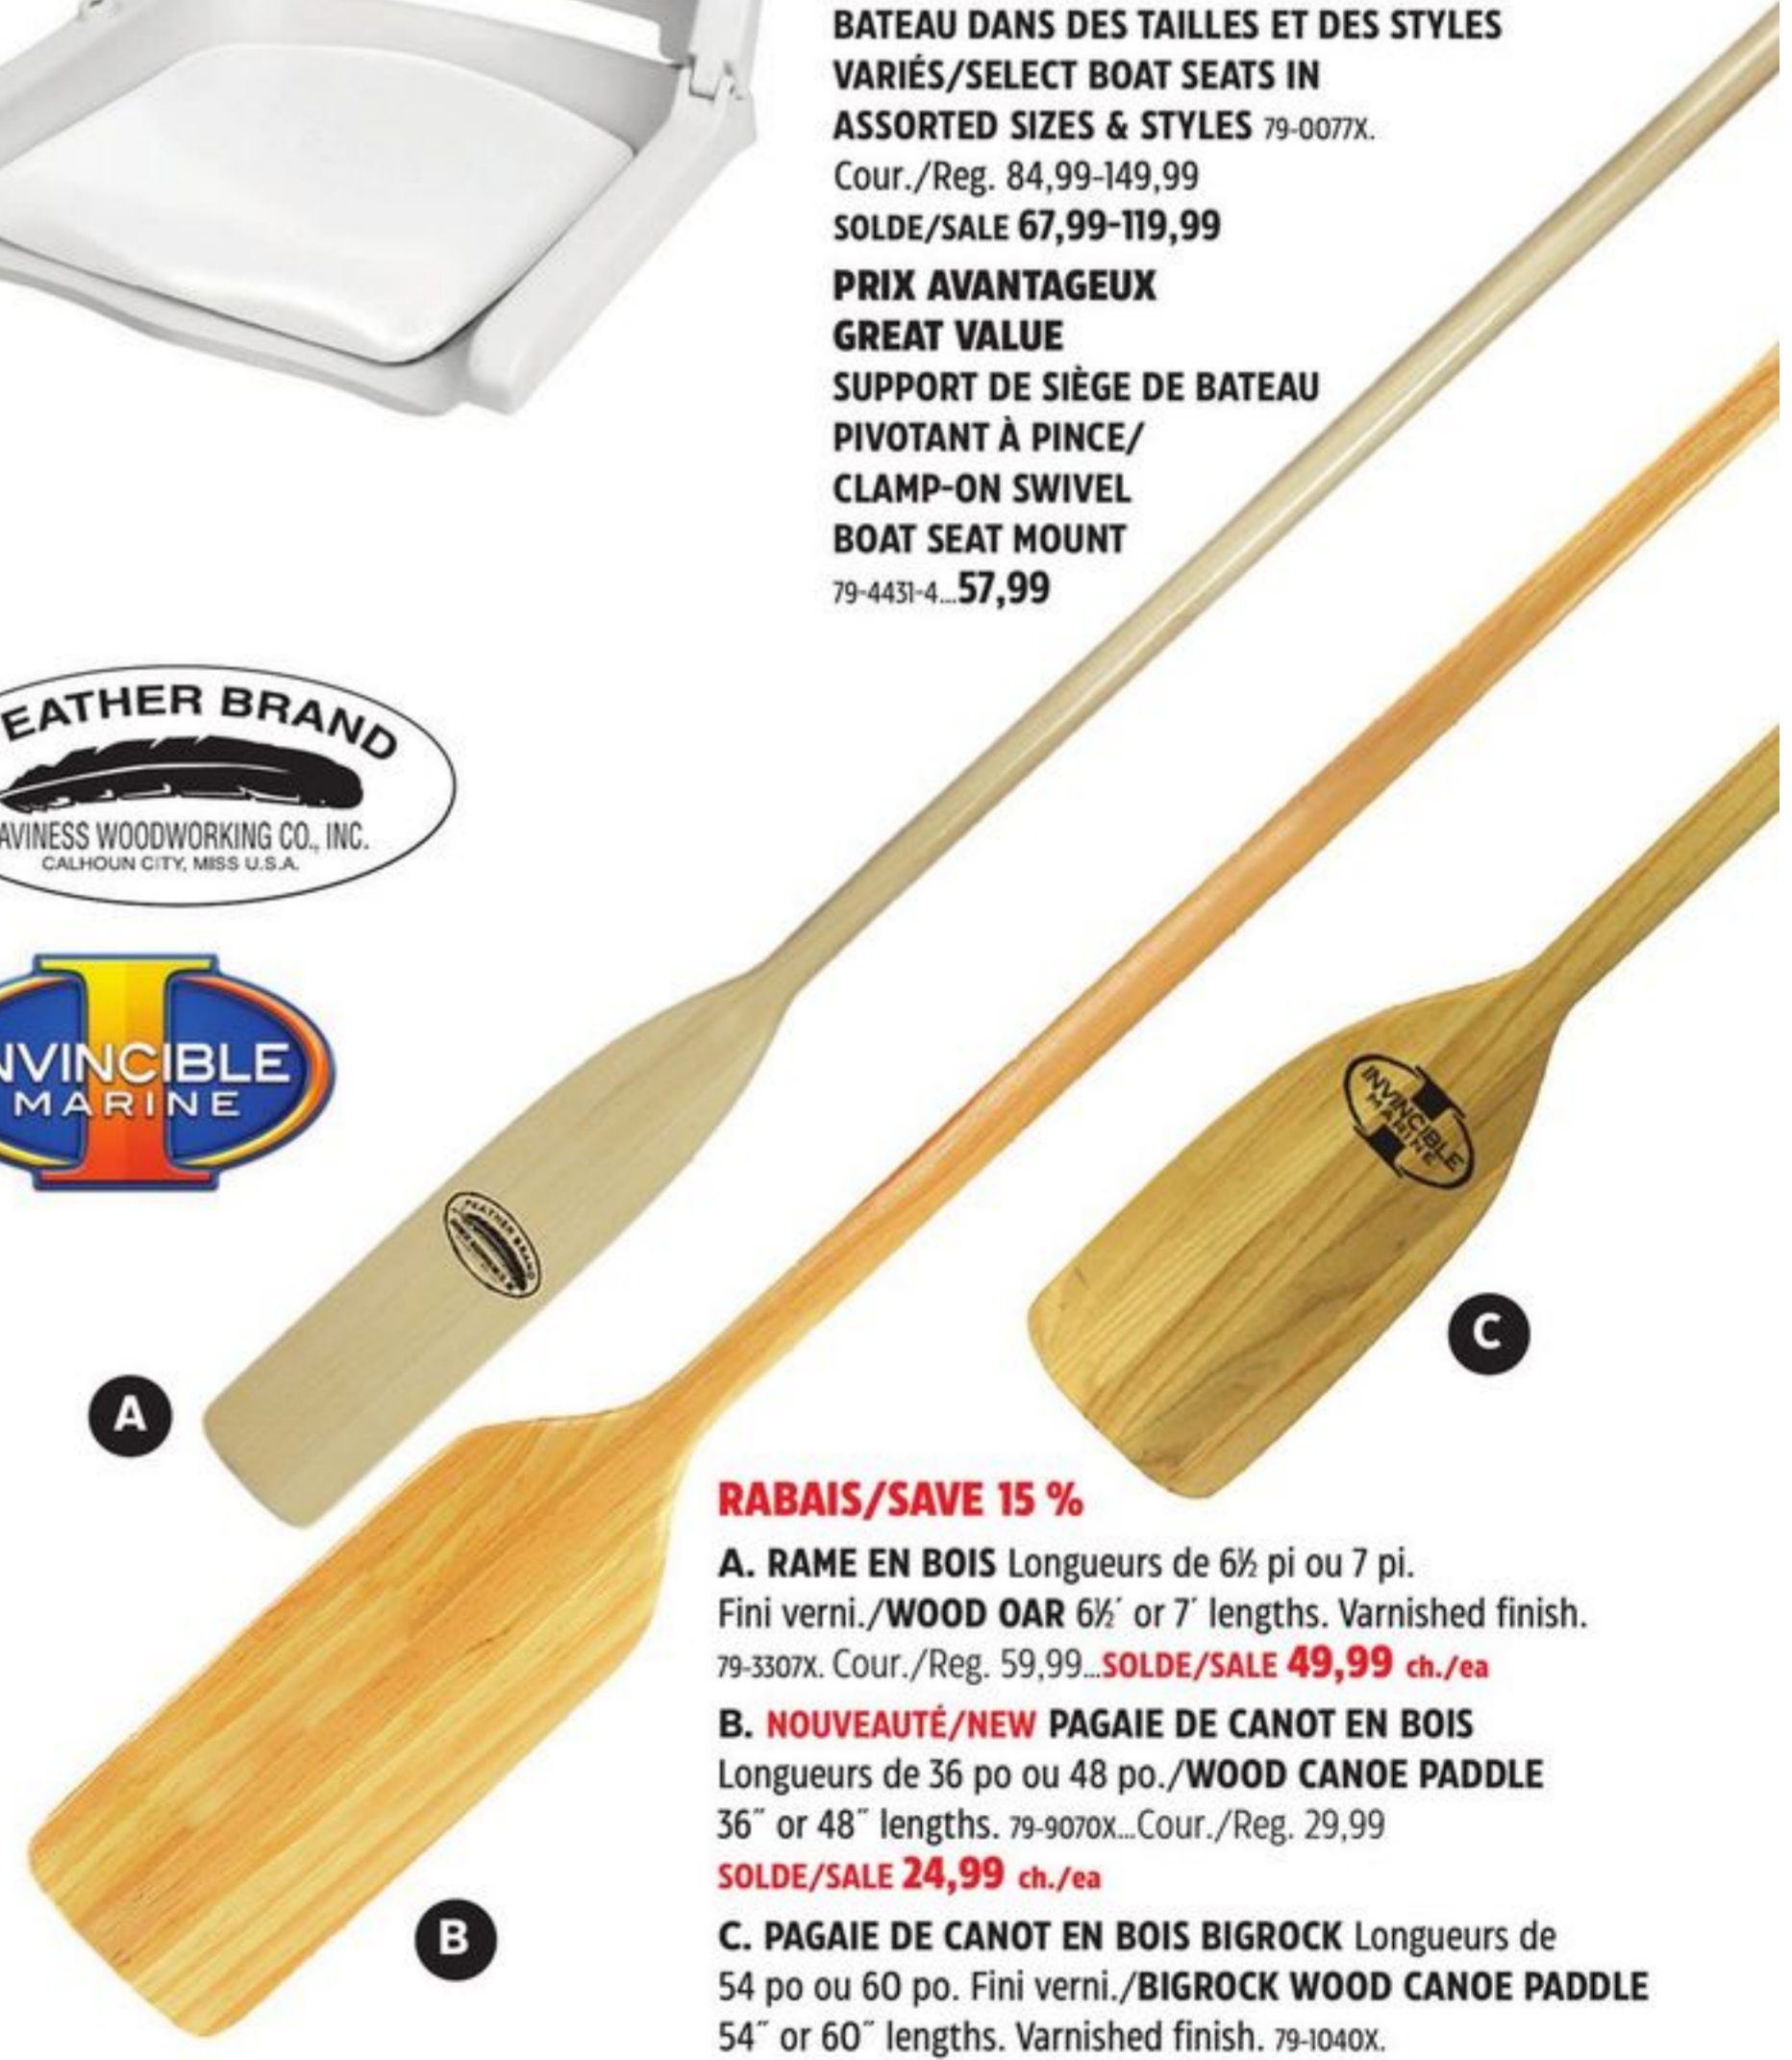 BATEAU DANS DES TAILLES ET DES STYLES
VARIÉS/SELECT BOAT SEATS IN
ASSORTED SIZES & STYLES 79-0077X.
Cour./Reg. 84,99-149,99
SOLDE/SALE 67,99-119,99
PRIX AVANTAGEUX
GREAT VALUE
SUPPORT DE SIÈGE DE BATEAU
PIVOTANT À PINCE/
CLAMP-ON SWIVEL
BOAT SEAT MOUNT
79-4431-4...57,99
EATHER BRAND
AVINESS WOODWORKING CO., INC.
CALHOUN CITY, MISS U.S.A.
NVINCIBLE
MARINE
FEATHER BRAND
INVINCIBLE
MARINE
A
C
B
RABAIS/SAVE 15 %
A. RAME EN BOIS Longueurs de 6½ pi ou 7 pi.
Fini verni./WOOD OAR 6½´ or 7´ lengths. Varnished finish.
79-3307X. Cour./Reg. 59,99...SOLDE/SALE 49,99 ch./ea
B. NOUVEAUTÉ/NEW PAGAIE DE CANOT EN BOIS
Longueurs de 36 po ou 48 po./WOOD CANOE PADDLE
36˝ or 48˝ lengths. 79-9070X...Cour./Reg. 29,99
SOLDE/SALE 24,99 ch./ea
C. PAGAIE DE CANOT EN BOIS BIGROCK Longueurs de
54 po ou 60 po. Fini verni./BIGROCK WOOD CANOE PADDLE
54˝ or 60˝ lengths. Varnished finish. 79-1040X.